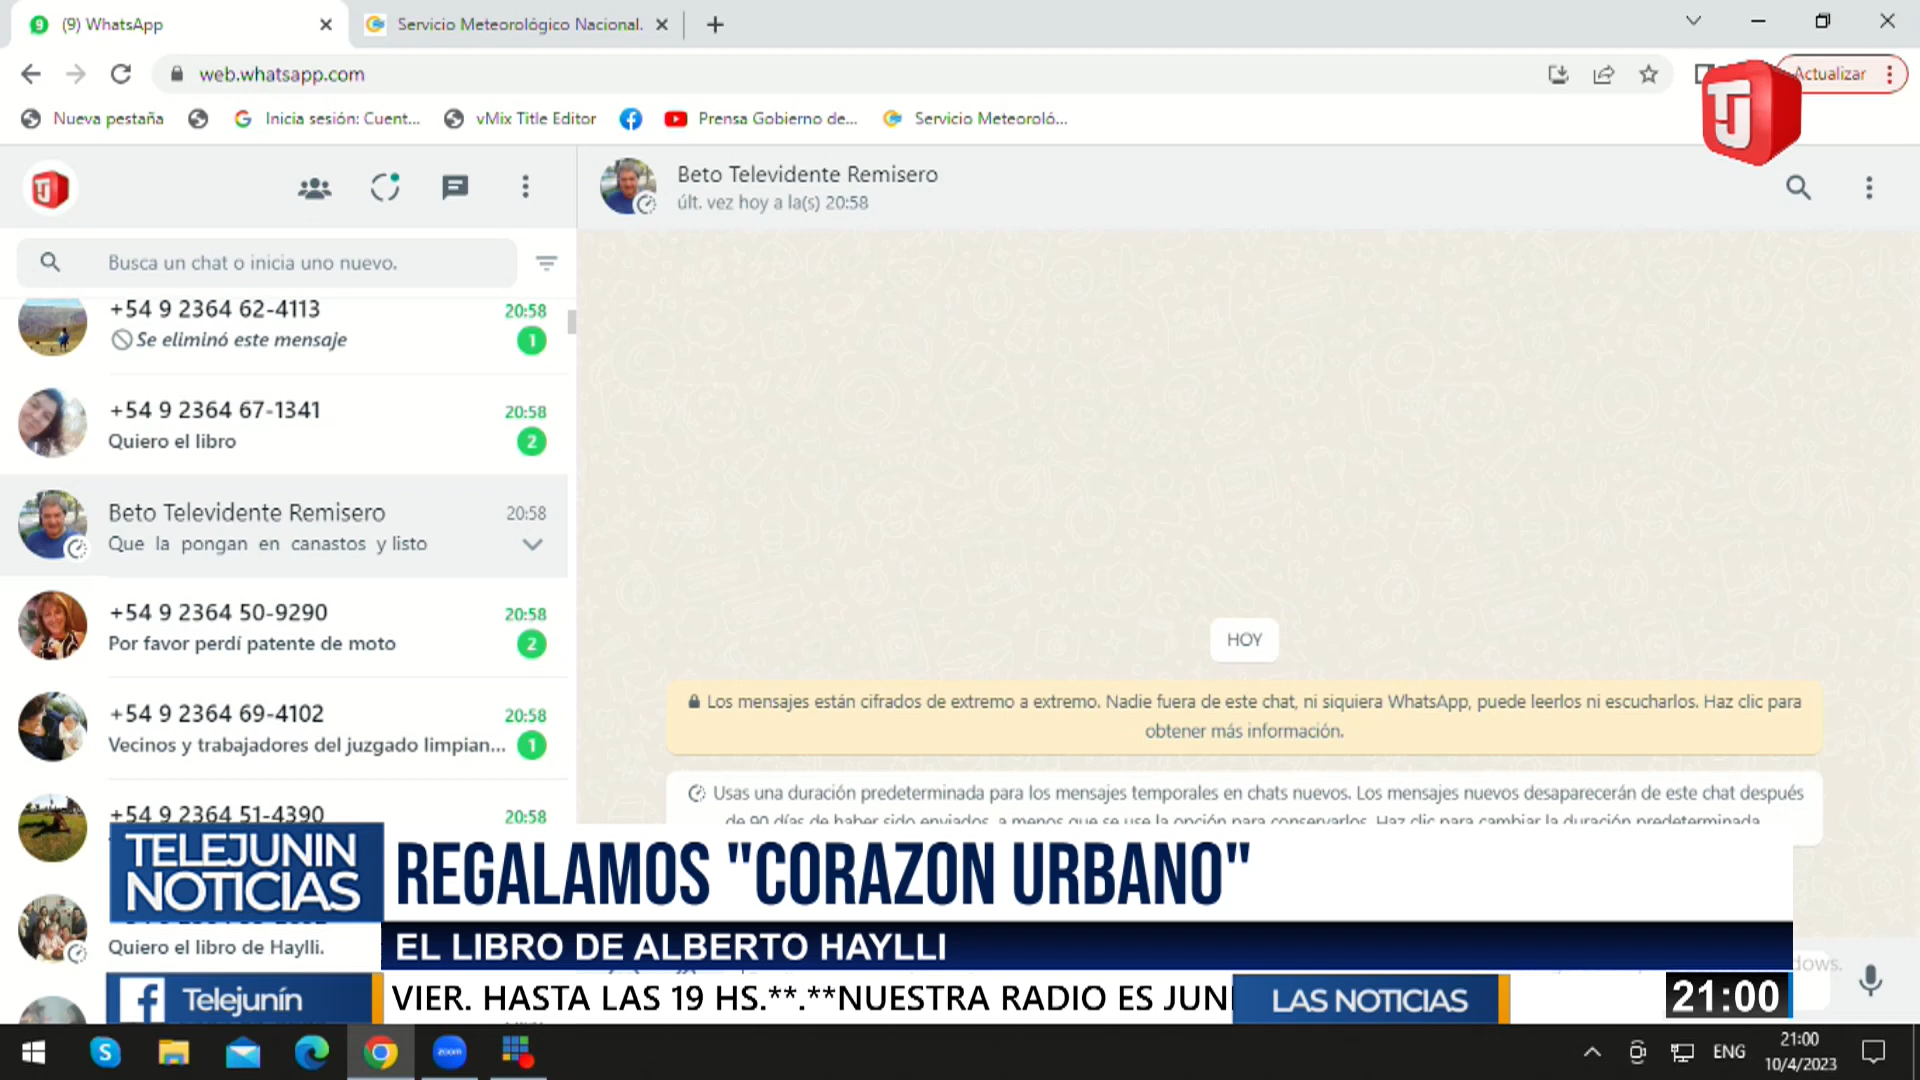 (9) WhatsApp
Servicio Meteorológico Nacional.
web.whatsapp.com
Actualizar
Nueva pestaña
Inicia sesión: Cuent...
vMix Title Editor
Prensa Gobierno de...
Servicio Meteoroló...
TJ
Beto Televidente Remisero
últ. vez hoy a la(s) 20:58
Busca un chat o inicia uno nuevo.
+54 9 2364 62-4113 20:58
Se eliminó este mensaje 1
+54 9 2364 67-1341 20:58
Quiero el libro 2
Beto Televidente Remisero 20:58
Que la pongan en canastos y listo
+54 9 2364 50-9290 20:58
Por favor perdí patente de moto 2
+54 9 2364 69-4102 20:58
Vecinos y trabajadores del juzgado limpian... 1
+54 9 2364 51-4390 20:58
Quiero el libro de Haylli.
HOY
Los mensajes están cifrados de extremo a extremo. Nadie fuera de este chat, ni siquiera WhatsApp, puede leerlos ni escucharlos. Haz clic para
obtener más información.
Usas una duración predeterminada para los mensajes temporales en chats nuevos. Los mensajes nuevos desaparecerán de este chat después
de 90 días de haber sido enviados, a menos que se use la opción para conservarlos. Haz clic para cambiar la duración predeterminada.
TELEJUNIN
NOTICIAS
REGALAMOS "CORAZON URBANO"
EL LIBRO DE ALBERTO HAYLLI
Telejunín
VIER. HASTA LAS 19 HS.**.**NUESTRA RADIO ES JUNI
LAS NOTICIAS
21:00
ENG
21:00
10/4/2023
zoom